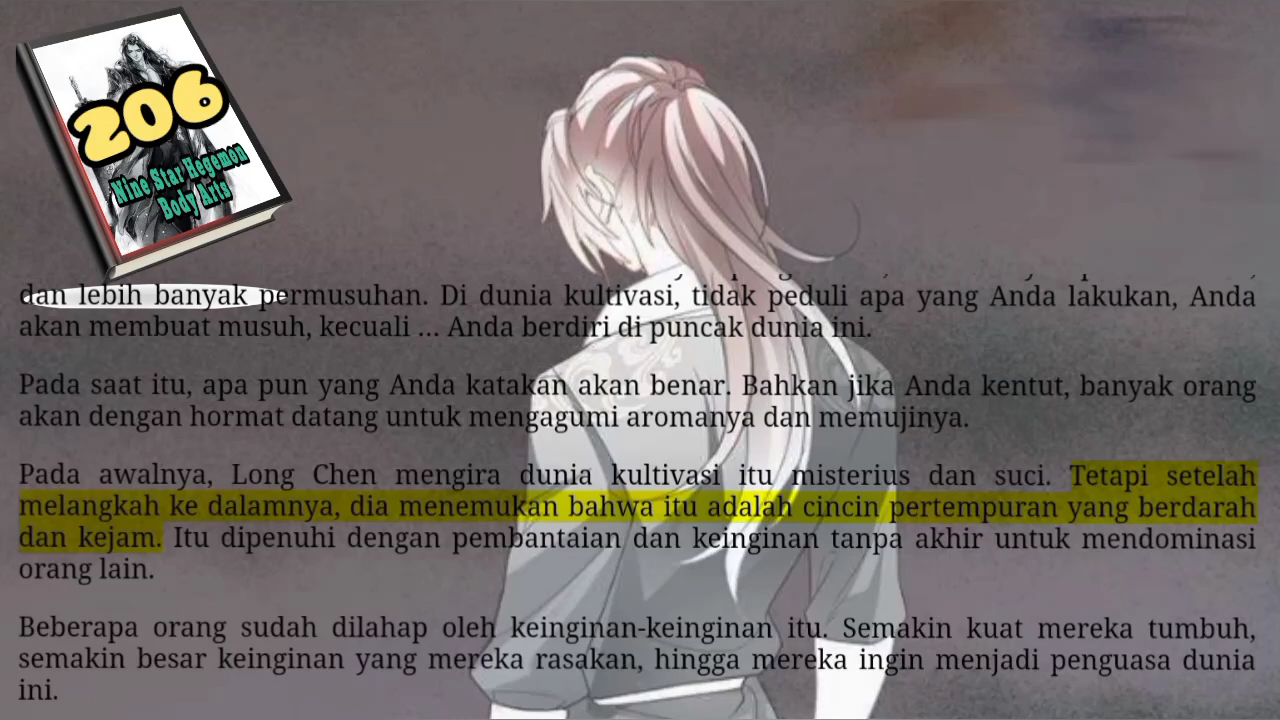 206
Nine Star Hegemon
Body Arts
dan lebih banyak permusuhan. Di dunia kultivasi, tidak peduli apa yang Anda lakukan, Anda
akan membuat musuh, kecuali ... Anda berdiri di puncak dunia ini.
Pada saat itu, apa pun yang Anda katakan akan benar. Bahkan jika Anda kentut, banyak orang
akan dengan hormat datang untuk mengagumi aromanya dan memujinya.
Pada awalnya, Long Chen mengira dunia kultivasi itu misterius dan suci. Tetapi setelah
melangkah ke dalamnya, dia menemukan bahwa itu adalah cincin pertempuran yang berdarah
dan kejam. Itu dipenuhi dengan pembantaian dan keinginan tanpa akhir untuk mendominasi
orang lain.
Beberapa orang sudah dilahap oleh keinginan-keinginan itu. Semakin kuat mereka tumbuh,
semakin besar keinginan yang mereka rasakan, hingga mereka ingin menjadi penguasa dunia
ini.